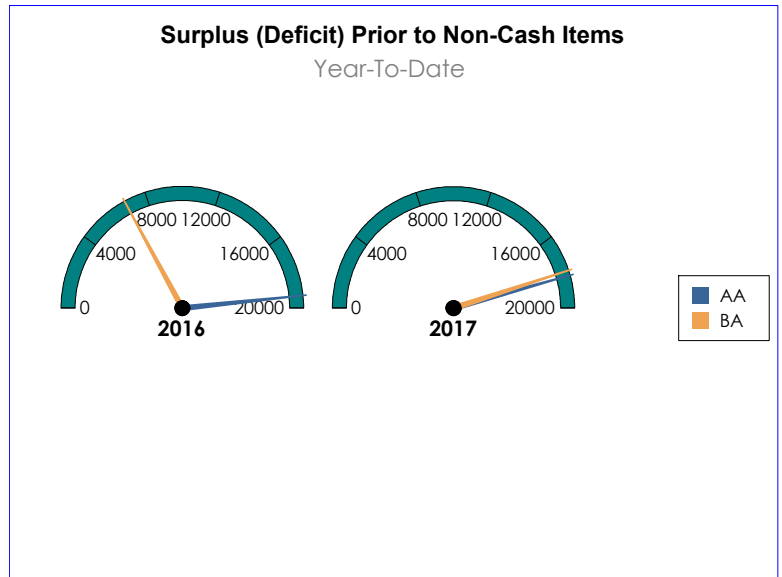 Surplus (Deficit) Prior to Non-Cash Items
Year-To-Date
0 4000 8000 12000 16000 20000
2016
0 4000 8000 12000 16000 20000
2017
AA
BA